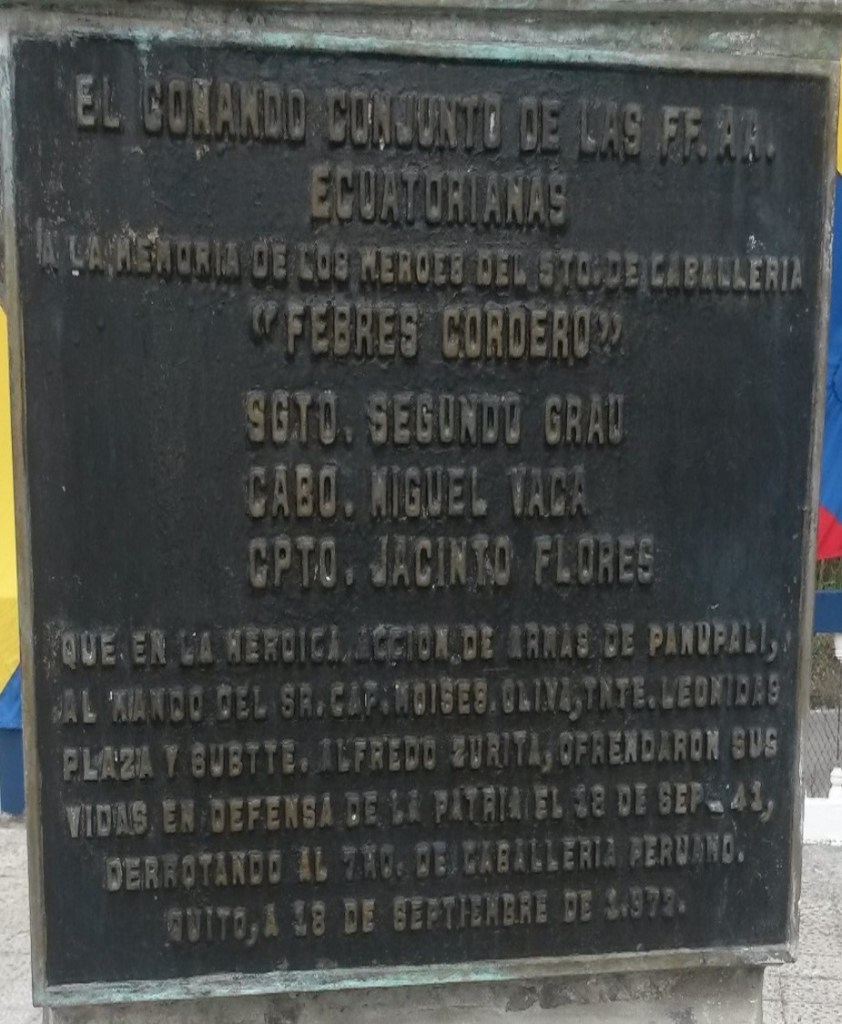 EL COMANDO CONJUNTO DE LAS FF. AA.
ECUATORIANAS
A LA MEMORIA DE LOS HEROES DEL 5TO. DE CABALLERIA
"FEBRES CORDERO"
SGTO. SEGUNDO GRAU
CABO. MIGUEL VACA
CPTO. JACINTO FLORES
QUE EN LA HEROICA ACCION DE ARMAS DE PANUPALI,
AL MANDO DEL SR. CAP. MOISES. OLIVA, TNTE. LEONIDAS
PLAZA Y SUBTTE. ALFREDO ZURITA, OFRENDARON SUS
VIDAS EN DEFENSA DE LA PATRIA EL 18 DE SEP. 41,
DERROTANDO AL 7MO. DE CABALLERIA PERUANO.
QUITO, A 18 DE SEPTIEMBRE DE